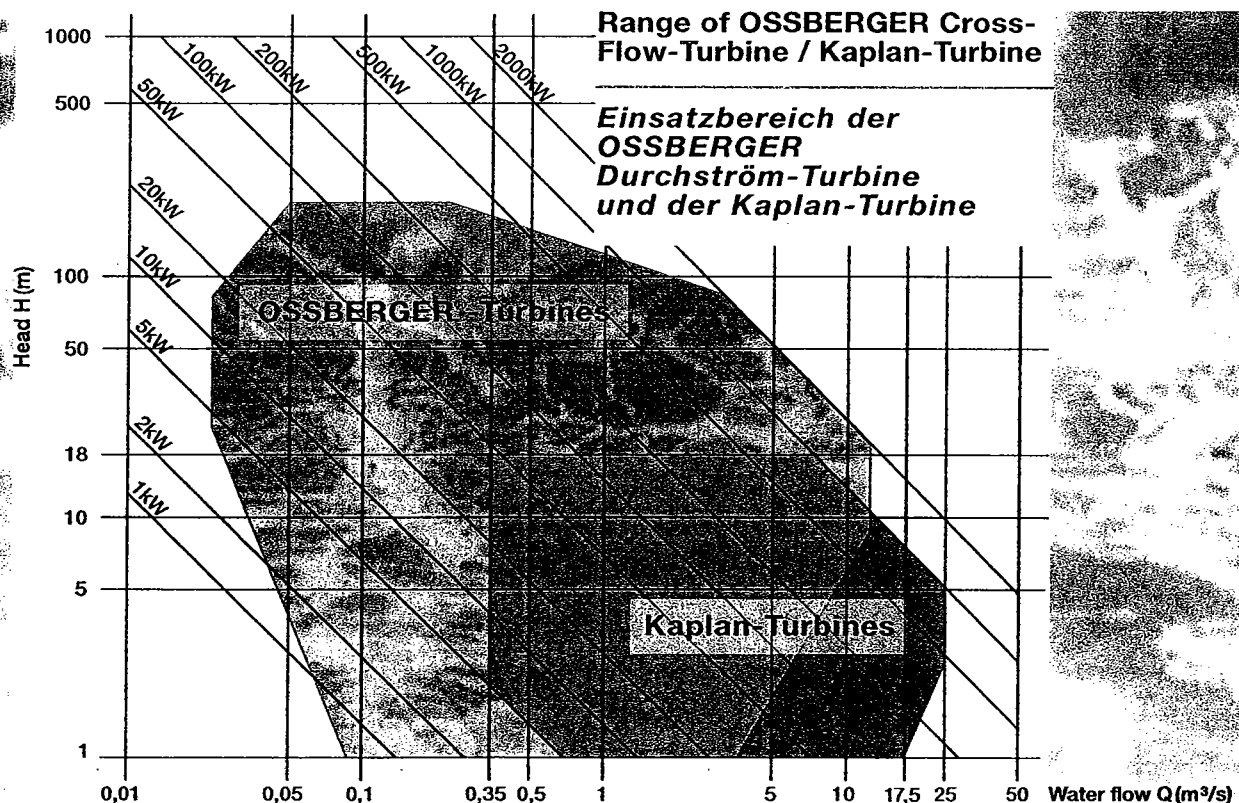 Range of OSSBERGER Cross-
Flow-Turbine / Kaplan-Turbine
Einsatzbereich der
OSSBERGER
Durchström-Turbine
und der Kaplan-Turbine
1000
500
100
50
18
10
5
1
Head H (m)
50kW
100kW
200kW
500kW
1000kW
2000kW
20kW
10kW
5kW
2kW
1kW
OSSBERGER - Turbines
Kaplan-Turbines
0,01
0,05
0,1
0,35
0,5
1
5
10
17,5
25
50
Water flow Q (m³/s)